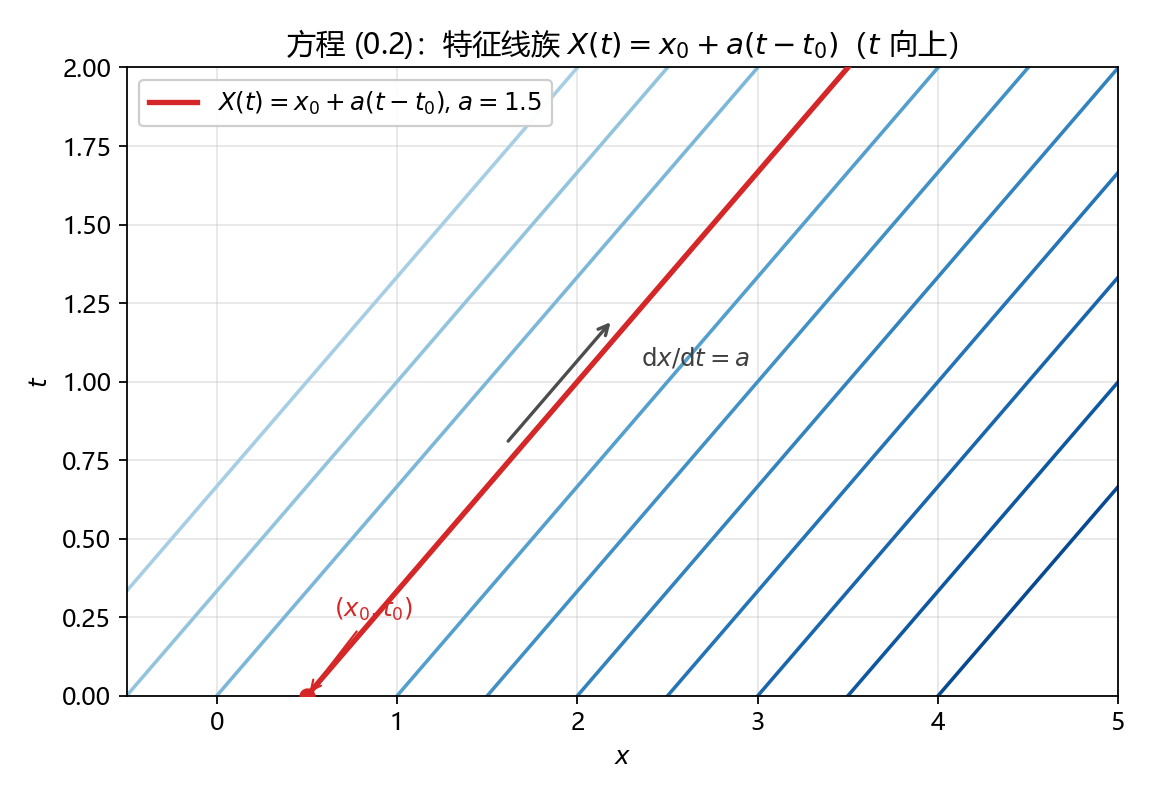 方程 (0.2)：特征线族 X(t) = x₀ + a(t − t₀)（t 向上）
X(t) = x₀ + a(t − t₀), a = 1.5
2.00
1.75
1.50
1.25
1.00
0.75
0.50
0.25
0.00
t
dx/dt = a
(x₀, t₀)
0 1 2 3 4 5
x